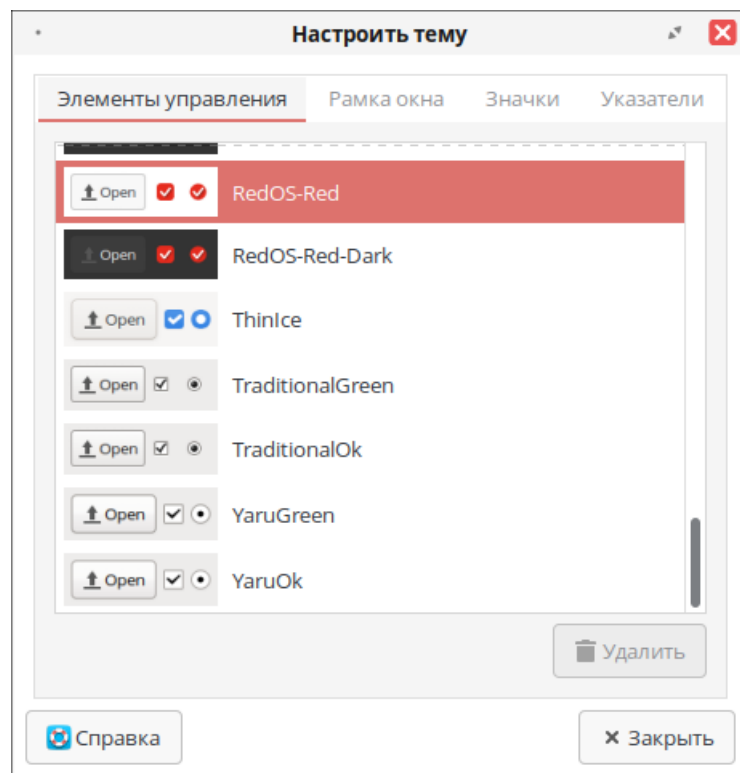 Настроить тему
Элементы управления Рамка окна Значки Указатели
Open RedOS-Red
Open RedOS-Red-Dark
Open ThinIce
Open TraditionalGreen
Open TraditionalOk
Open YaruGreen
Open YaruOk
Удалить
Справка Закрыть